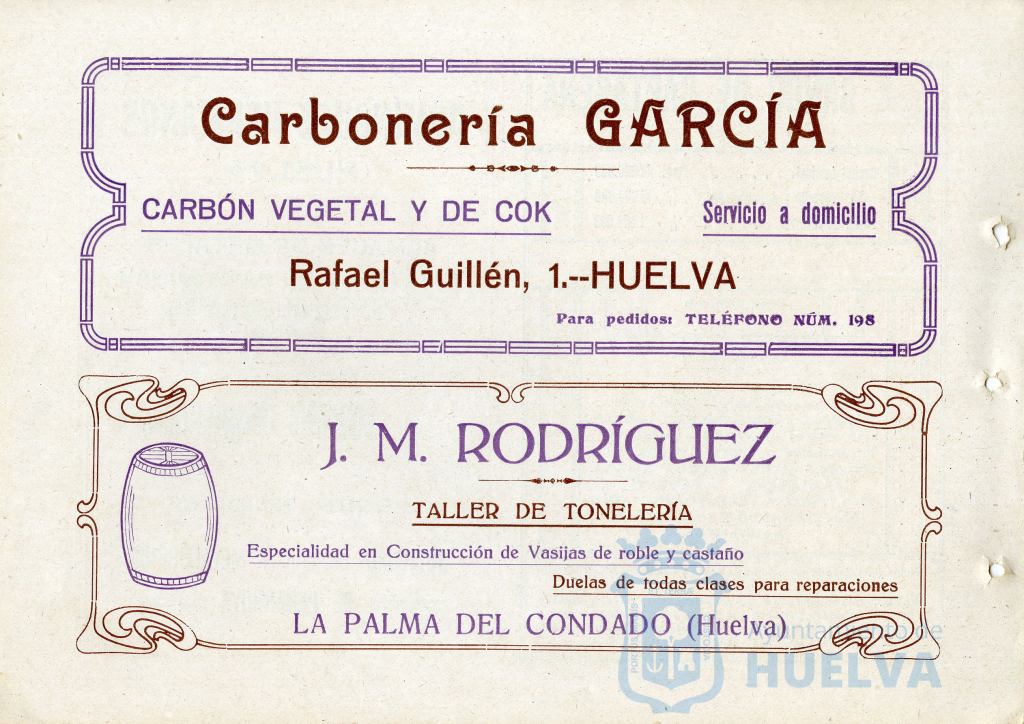 Carbonería GARCÍA
CARBÓN VEGETAL Y DE COK
Servicio a domicilio
Rafael Guillén, 1.--HUELVA
Para pedidos: TELÉFONO NÚM. 198
J. M. RODRÍGUEZ
TALLER DE TONELERÍA
Especialidad en Construcción de Vasijas de roble y castaño
Duelas de todas clases para reparaciones
LA PALMA DEL CONDADO (Huelva)
Ayuntamiento de
HUELVA